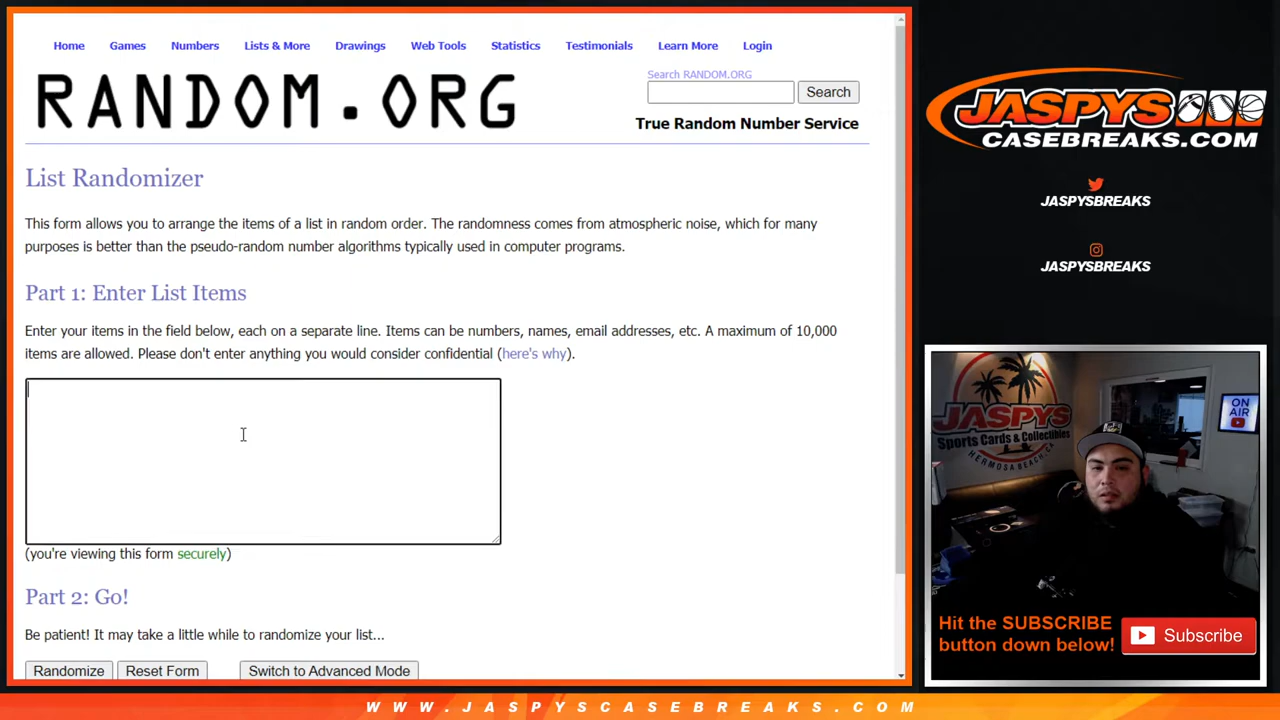 Home Games Numbers Lists & More Drawings Web Tools Statistics Testimonials Learn More Login
RANDOM.ORG
Search RANDOM.ORG
Search
True Random Number Service
List Randomizer
This form allows you to arrange the items of a list in random order. The randomness comes from atmospheric noise, which for many
purposes is better than the pseudo-random number algorithms typically used in computer programs.
Part 1: Enter List Items
Enter your items in the field below, each on a separate line. Items can be numbers, names, email addresses, etc. A maximum of 10,000
items are allowed. Please don't enter anything you would consider confidential (here's why).
(you're viewing this form securely)
Part 2: Go!
Be patient! It may take a little while to randomize your list...
Randomize Reset Form Switch to Advanced Mode
JASPYS
CASEBREAKS.COM
JASPYSBREAKS
JASPYSBREAKS
JASPYS
Sports Cards & Collectibles
HERMOSA BEACH, CA
ON
AIR
Hit the SUBSCRIBE
button down below!
Subscribe
WWW.JASPYSCASEBREAKS.COM